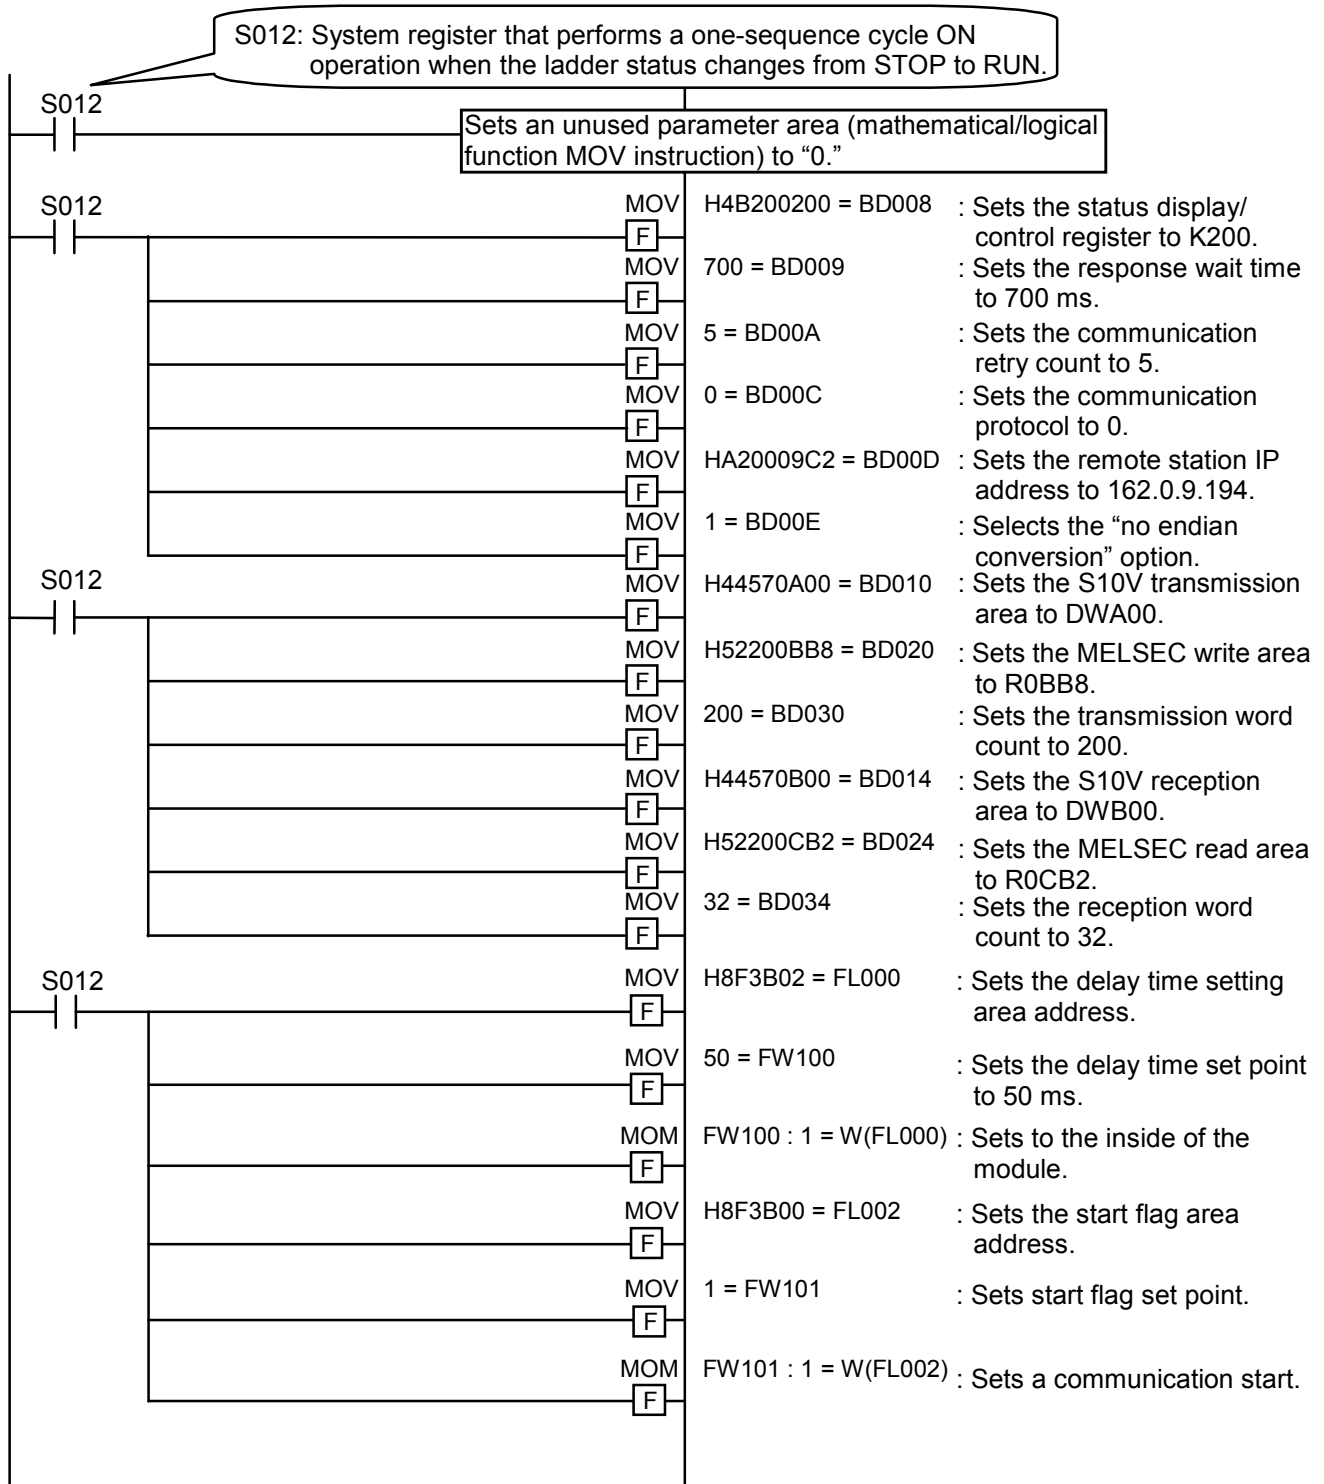 S012: System register that performs a one-sequence cycle ON
operation when the ladder status changes from STOP to RUN.
S012
Sets an unused parameter area (mathematical/logical
function MOV instruction) to “0.”
S012
MOV
F
H4B200200 = BD008
: Sets the status display/
control register to K200.
MOV
F
700 = BD009
: Sets the response wait time
to 700 ms.
MOV
F
5 = BD00A
: Sets the communication
retry count to 5.
MOV
F
0 = BD00C
: Sets the communication
protocol to 0.
MOV
F
HA20009C2 = BD00D
: Sets the remote station IP
address to 162.0.9.194.
MOV
F
1 = BD00E
: Selects the “no endian
conversion” option.
S012
MOV
F
H44570A00 = BD010
: Sets the S10V transmission
area to DWA00.
MOV
F
H52200BB8 = BD020
: Sets the MELSEC write area
to R0BB8.
MOV
F
200 = BD030
: Sets the transmission word
count to 200.
MOV
F
H44570B00 = BD014
: Sets the S10V reception
area to DWB00.
MOV
F
H52200CB2 = BD024
: Sets the MELSEC read area
to R0CB2.
MOV
F
32 = BD034
: Sets the reception word
count to 32.
S012
MOV
F
H8F3B02 = FL000
: Sets the delay time setting
area address.
MOV
F
50 = FW100
: Sets the delay time set point
to 50 ms.
MOM
F
FW100 : 1 = W(FL000)
: Sets to the inside of the
module.
MOV
F
H8F3B00 = FL002
: Sets the start flag area
address.
MOV
F
1 = FW101
: Sets start flag set point.
MOM
F
FW101 : 1 = W(FL002)
: Sets a communication start.